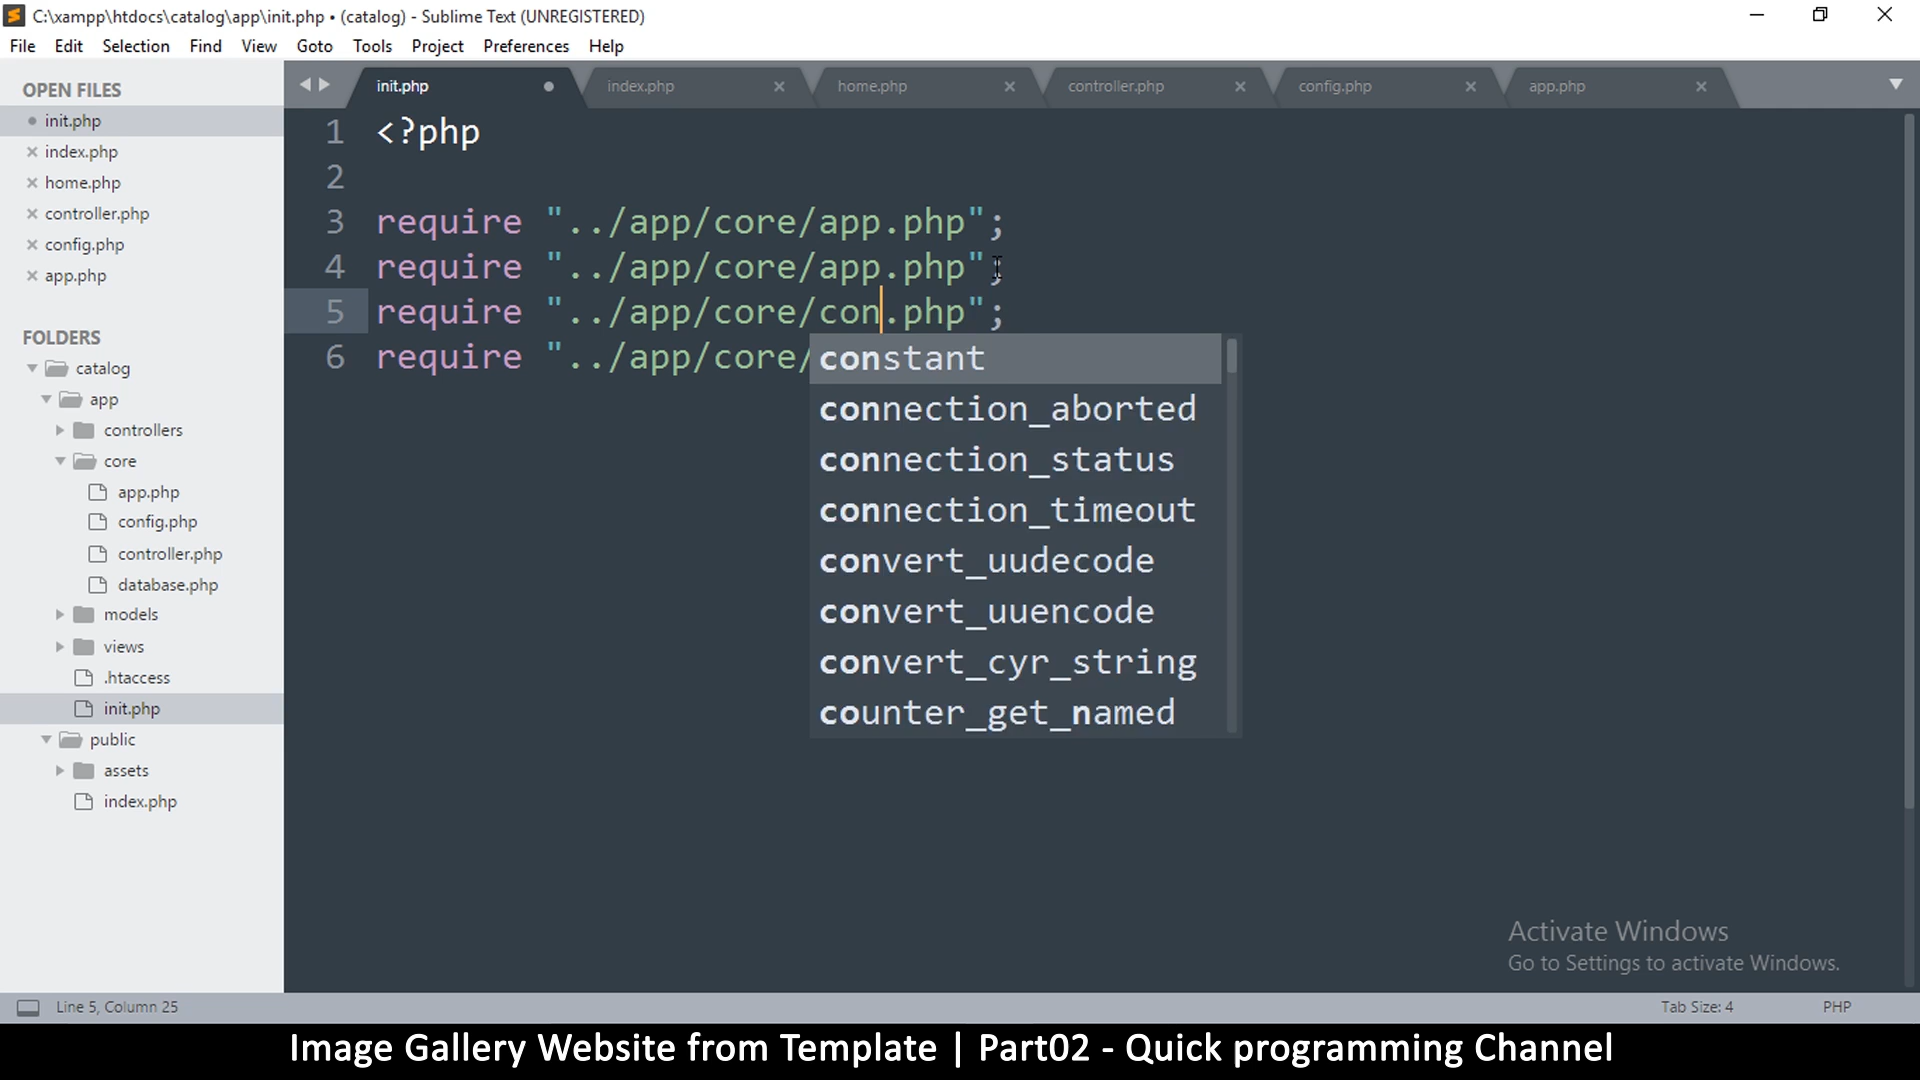 C:\xampp\htdocs\catalog\app\init.php • (catalog) - Sublime Text (UNREGISTERED)
File Edit Selection Find View Goto Tools Project Preferences Help
OPEN FILES
init.php
index.php
home.php
controller.php
config.php
app.php
FOLDERS
catalog
app
controllers
core
app.php
config.php
controller.php
database.php
models
views
.htaccess
init.php
public
assets
index.php
init.php index.php home.php controller.php config.php app.php
1 <?php
2
3 require "../app/core/app.php";
4 require "../app/core/app.php";
5 require "../app/core/con.php";
6 require "../app/core/
constant
connection_aborted
connection_status
connection_timeout
convert_uudecode
convert_uuencode
convert_cyr_string
counter_get_named
Activate Windows
Go to Settings to activate Windows.
Line 5, Column 25 Tab Size: 4 PHP
Image Gallery Website from Template | Part02 - Quick programming Channel